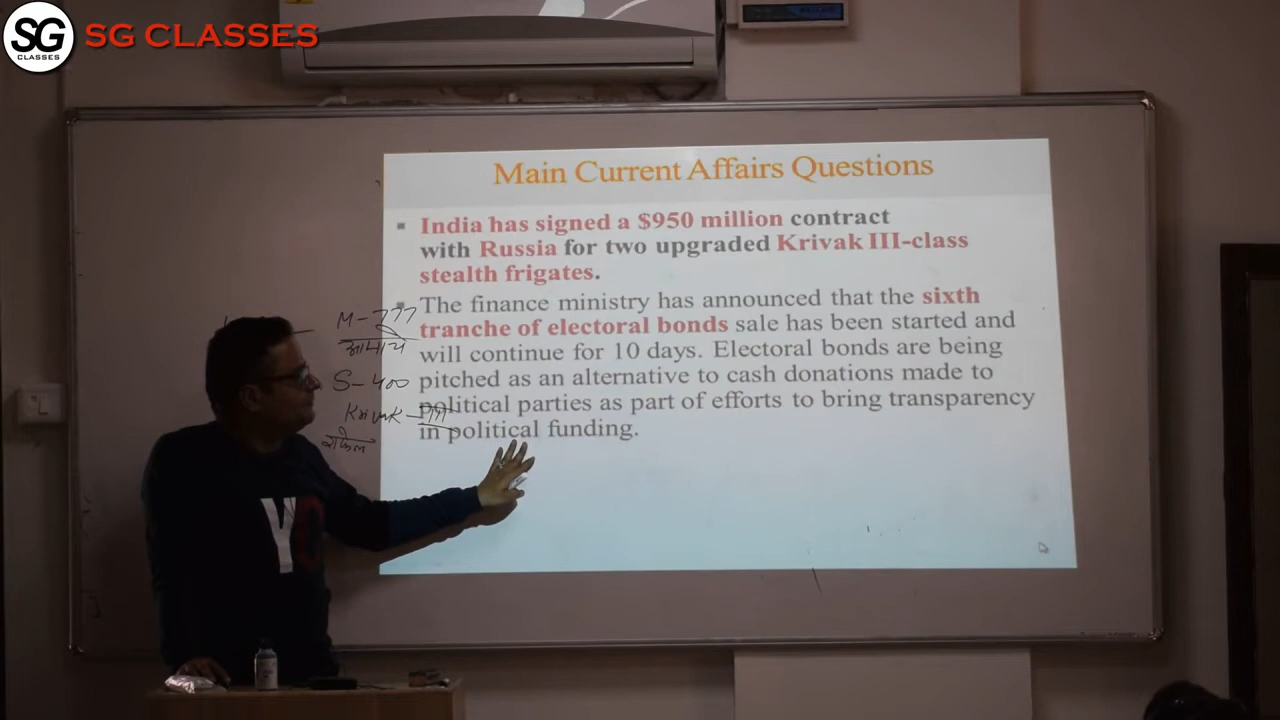 SG
CLASSES
SG CLASSES
Main Current Affairs Questions
India has signed a $950 million contract
with Russia for two upgraded Krivak III-class
stealth frigates.
The finance ministry has announced that the sixth
tranche of electoral bonds sale has been started and
will continue for 10 days. Electoral bonds are being
pitched as an alternative to cash donations made to
political parties as part of efforts to bring transparency
in political funding.
M-777
S-400
Krivak - III
YO